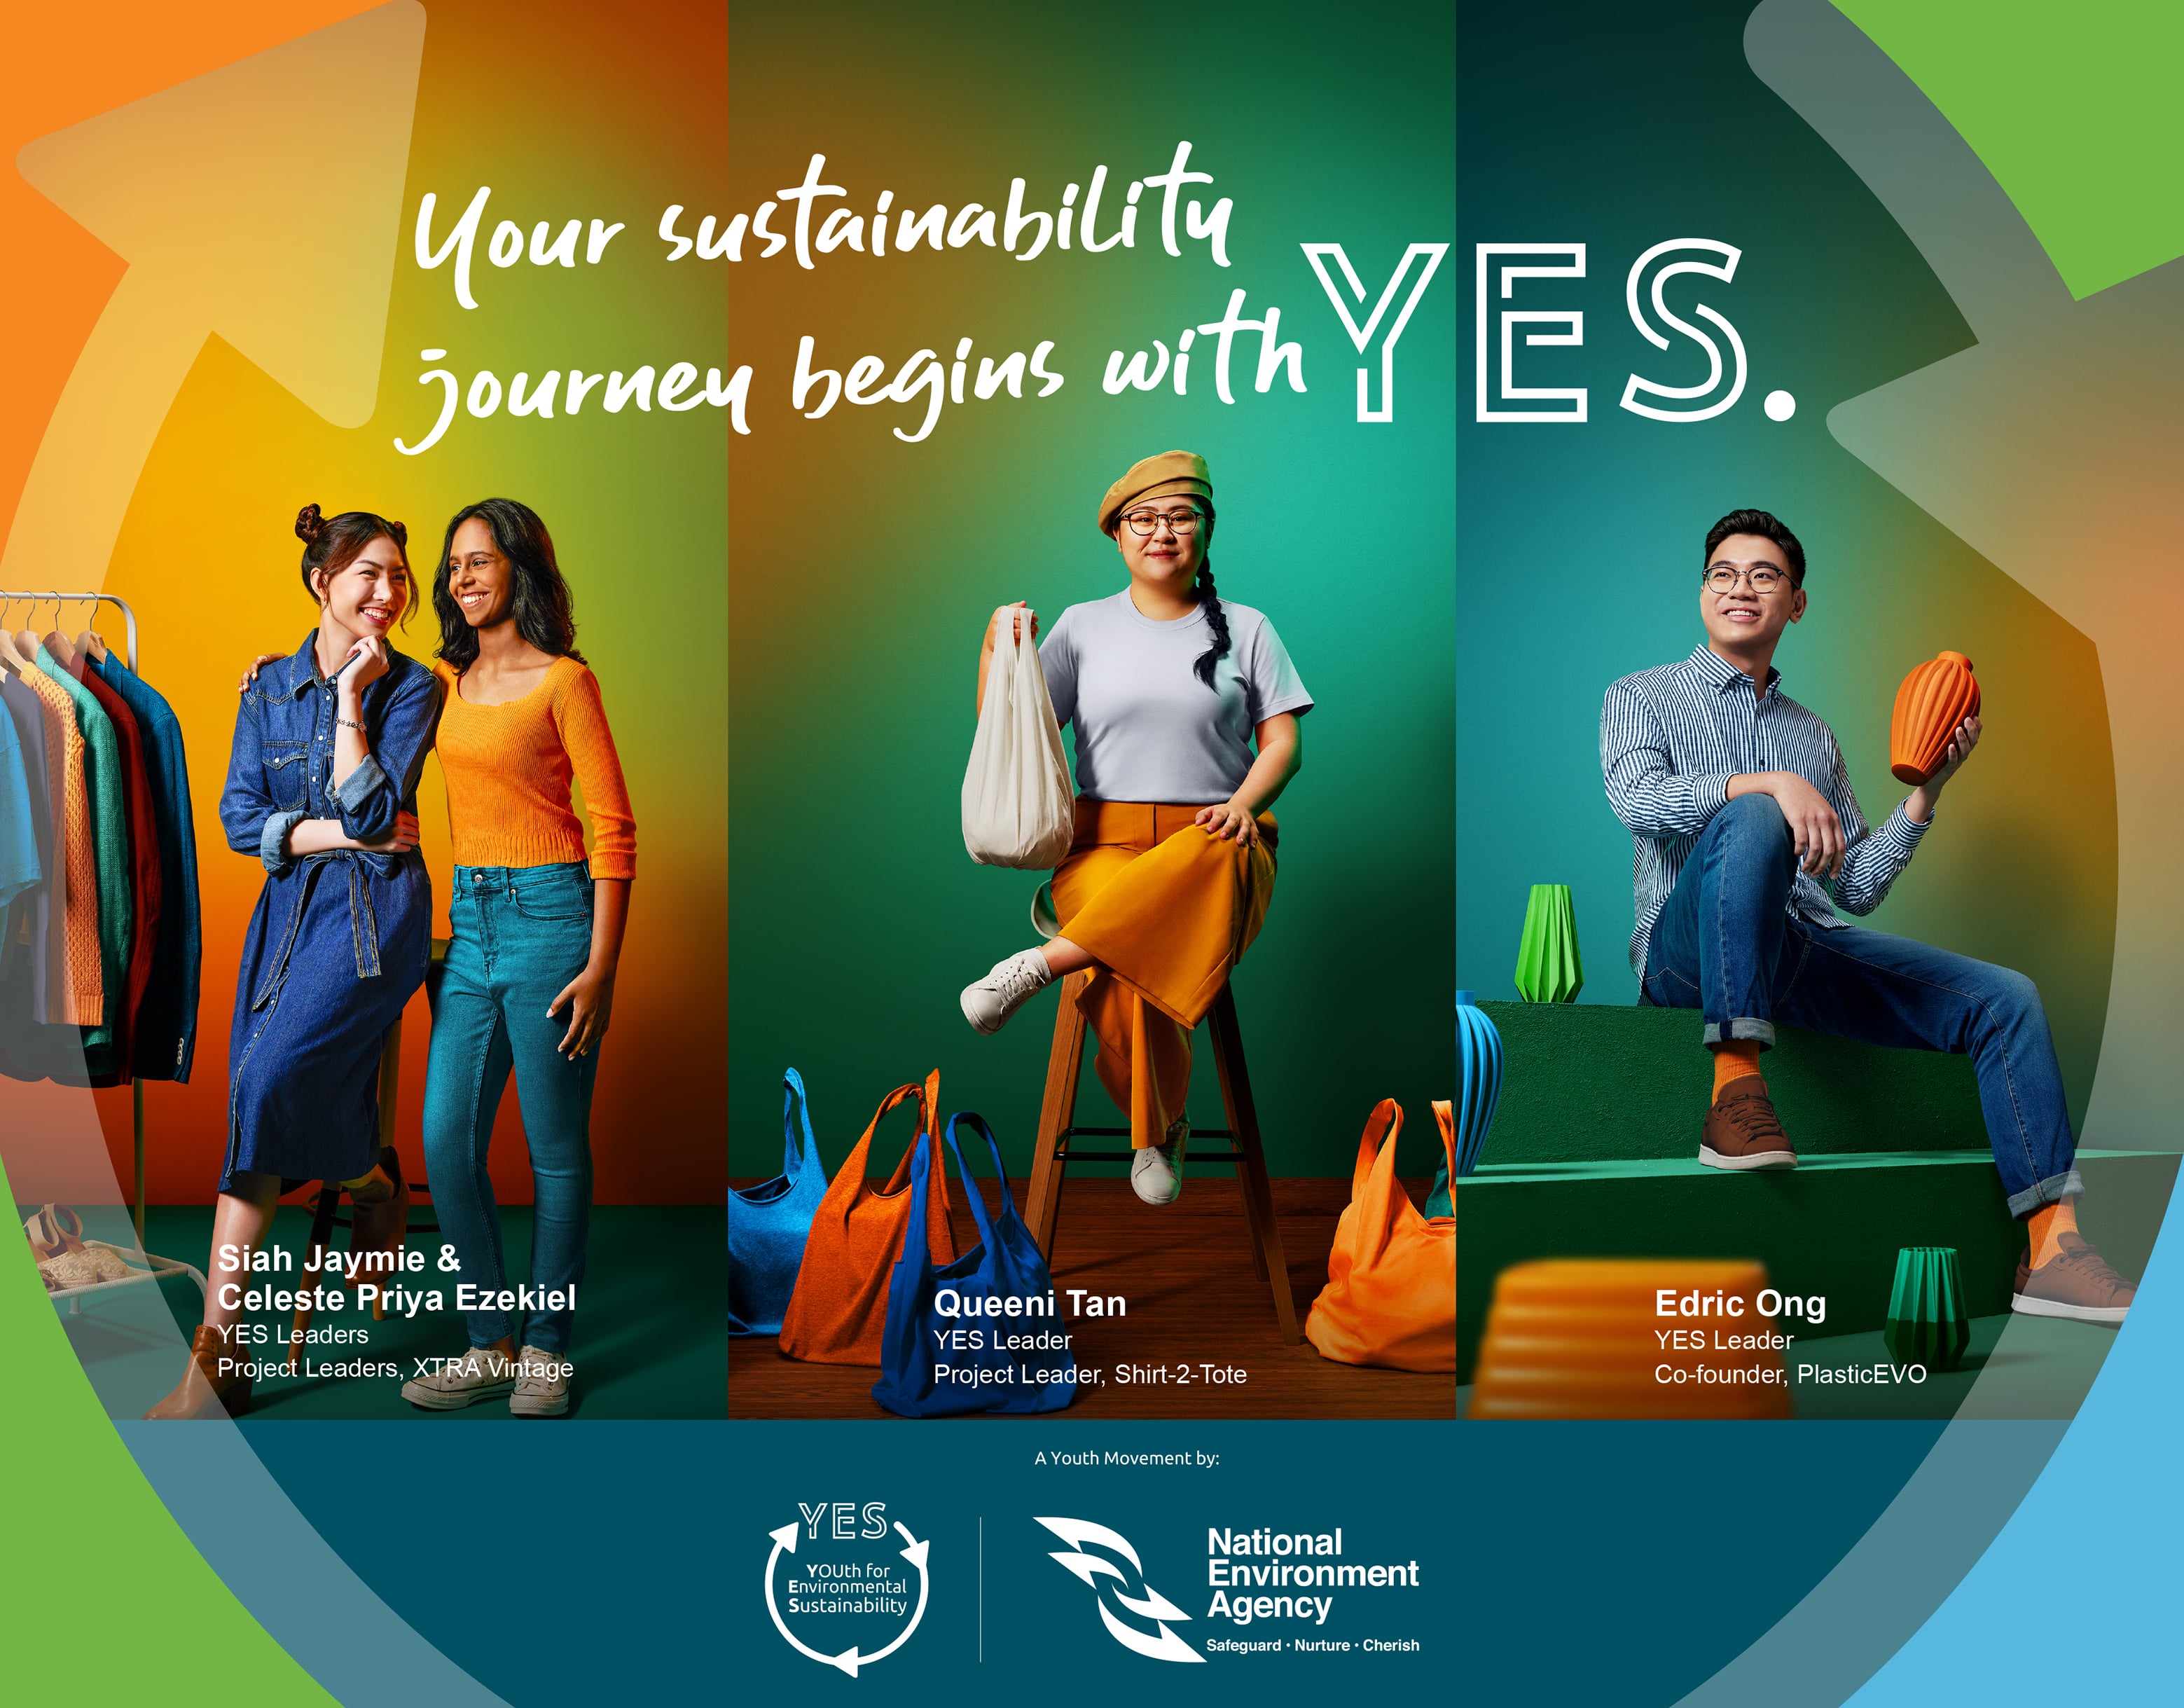 Your sustainability
journey begins with YES.
Siah Jaymie &
Celeste Priya Ezekiel
YES Leaders
Project Leaders, XTRA Vintage
Queeni Tan
YES Leader
Project Leader, Shirt-2-Tote
Edric Ong
YES Leader
Co-founder, PlasticEVO
A Youth Movement by:
YES
YOUth for
Environmental
Sustainability
National
Environment
Agency
Safeguard • Nurture • Cherish